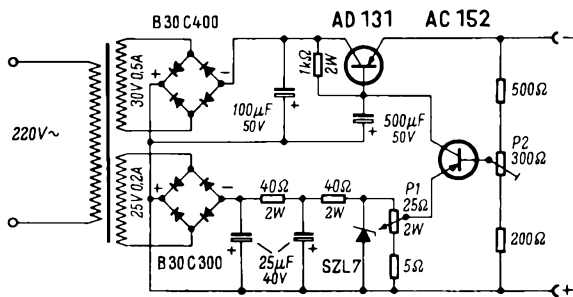 B30C400
AD 131
AC 152
220V~
30V 0,5A
25V 0,2A
+
−
100µF
50V
+
1kΩ
2W
500µF
50V
+
500Ω
P2
300Ω
200Ω
−
+
+
−
B30C300
40Ω
2W
40Ω
2W
25µF
40V
+
+
SZL7
P1
25Ω
2W
5Ω